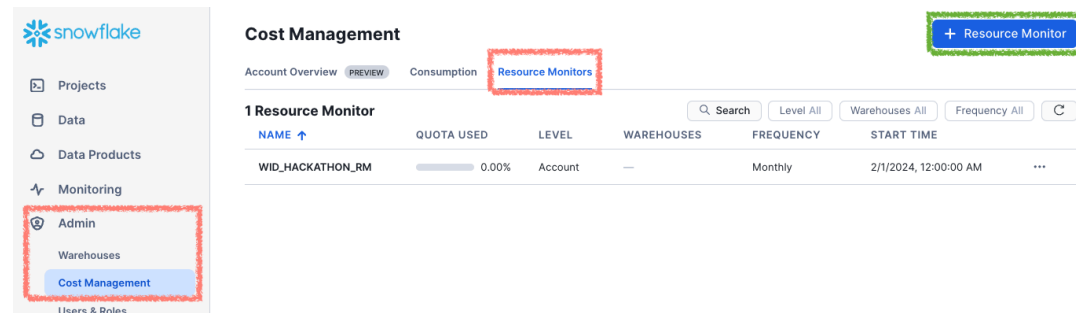 snowflake
Projects
Data
Data Products
Monitoring
Admin
Warehouses
Cost Management
Users & Roles
Cost Management
+ Resource Monitor
Account Overview PREVIEW Consumption Resource Monitors
1 Resource Monitor Search Level All Warehouses All Frequency All
NAME ↑ QUOTA USED LEVEL WAREHOUSES FREQUENCY START TIME
WID_HACKATHON_RM 0.00% Account — Monthly 2/1/2024, 12:00:00 AM ...